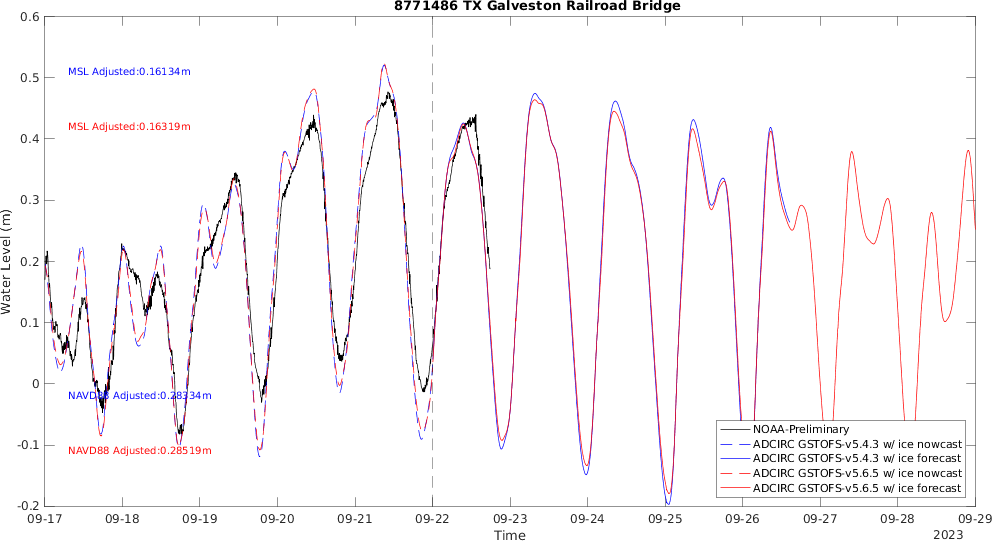 8771486 TX Galveston Railroad Bridge
0.6
0.5
0.4
0.3
0.2
0.1
0
-0.1
-0.2
Water Level (m)
MSL Adjusted:0.16134m
MSL Adjusted:0.16319m
NAVD88 Adjusted:0.28334m
NAVD88 Adjusted:0.28519m
NOAA-Preliminary
ADCIRC GSTOFS-v5.4.3 w/ ice nowcast
ADCIRC GSTOFS-v5.4.3 w/ ice forecast
ADCIRC GSTOFS-v5.6.5 w/ ice nowcast
ADCIRC GSTOFS-v5.6.5 w/ ice forecast
09-17 09-18 09-19 09-20 09-21 09-22 09-23 09-24 09-25 09-26 09-27 09-28 09-29
Time
2023